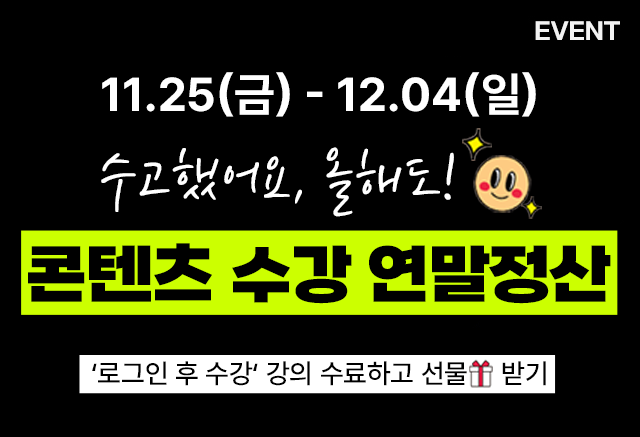 EVENT
11.25(금) - 12.04(일)
수고했어요, 올해도!
콘텐츠 수강 연말정산
‘로그인 후 수강‘ 강의 수료하고 선물🎁 받기